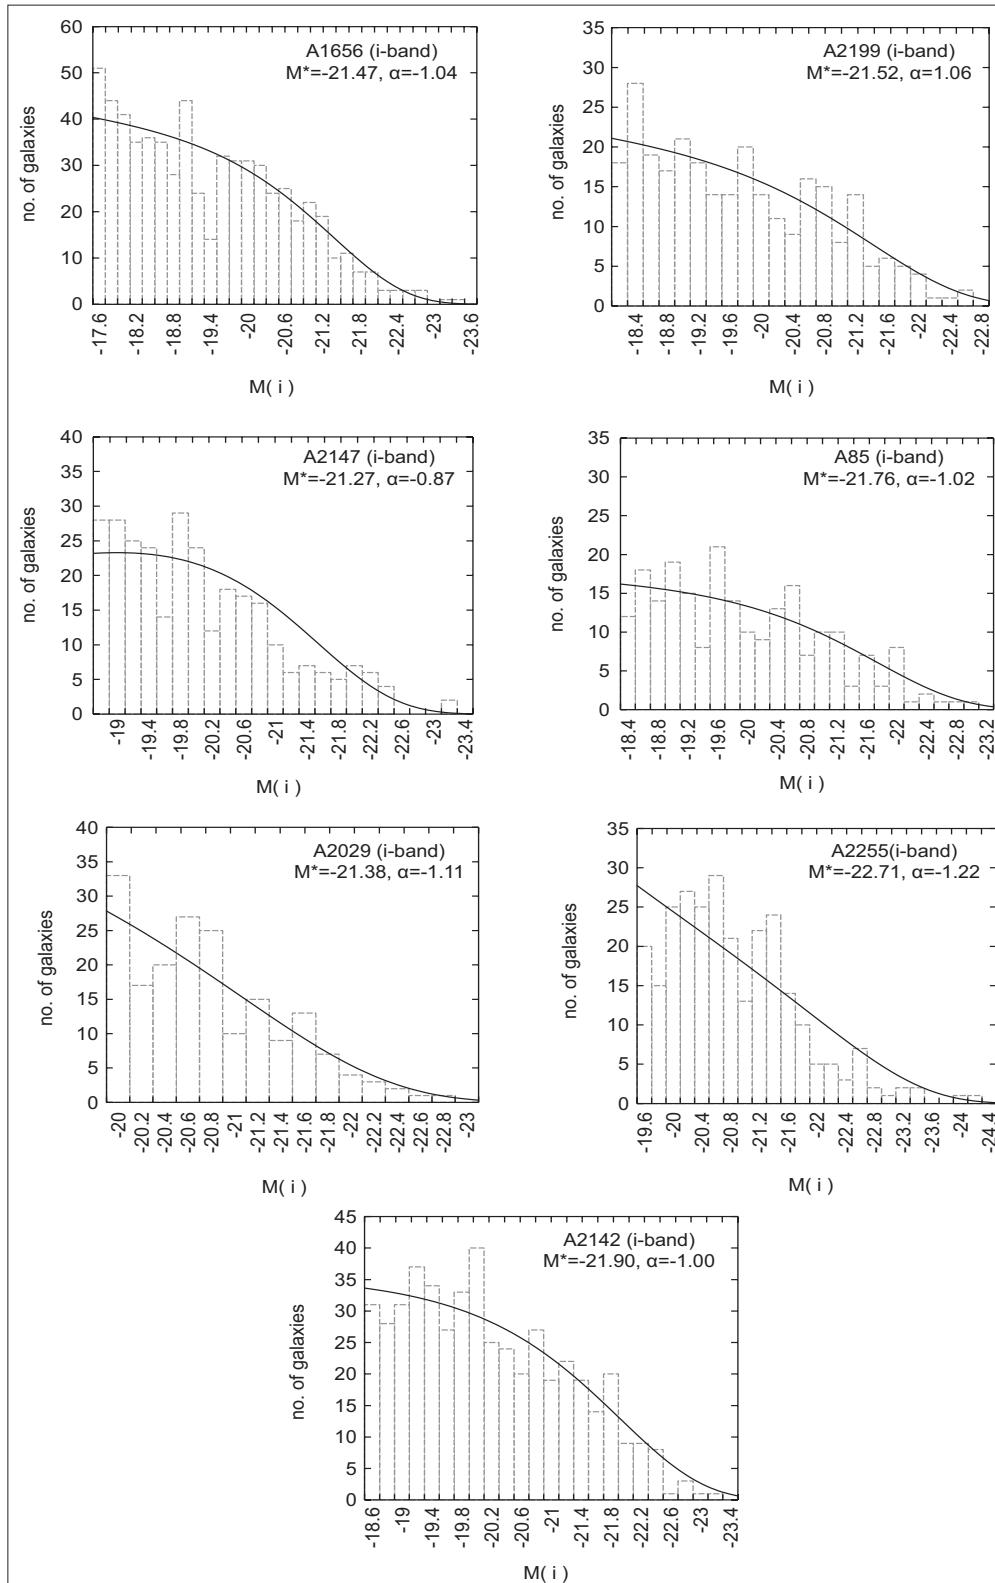 A1656 (i-band)
M*=-21.47, α=-1.04
no. of galaxies
60
50
40
30
20
10
0
-17.6 -18.2 -18.8 -19.4 -20 -20.6 -21.2 -21.8 -22.4 -23 -23.6
M( i )
A2199 (i-band)
M*=-21.52, α=1.06
no. of galaxies
35
30
25
20
15
10
5
0
-18.4 -18.8 -19.2 -19.6 -20 -20.4 -20.8 -21.2 -21.6 -22 -22.4 -22.8
M( i )
A2147 (i-band)
M*=-21.27, α=-0.87
no. of galaxies
40
35
30
25
20
15
10
5
0
-19 -19.4 -19.8 -20.2 -20.6 -21 -21.4 -21.8 -22.2 -22.6 -23 -23.4
M( i )
A85 (i-band)
M*=-21.76, α=-1.02
no. of galaxies
35
30
25
20
15
10
5
0
-18.4 -18.8 -19.2 -19.6 -20 -20.4 -20.8 -21.2 -21.6 -22 -22.4 -22.8 -23.2
M( i )
A2029 (i-band)
M*=-21.38, α=-1.11
no. of galaxies
40
35
30
25
20
15
10
5
0
-20 -20.2 -20.4 -20.6 -20.8 -21 -21.2 -21.4 -21.6 -21.8 -22 -22.2 -22.4 -22.6 -22.8 -23
M( i )
A2255(i-band)
M*=-22.71, α=-1.22
no. of galaxies
35
30
25
20
15
10
5
0
-19.6 -20 -20.4 -20.8 -21.2 -21.6 -22 -22.4 -22.8 -23.2 -23.6 -24 -24.4
M( i )
A2142 (i-band)
M*=-21.90, α=-1.00
no. of galaxies
45
40
35
30
25
20
15
10
5
0
-18.6 -19 -19.4 -19.8 -20.2 -20.6 -21 -21.4 -21.8 -22.2 -22.6 -23 -23.4
M( i )